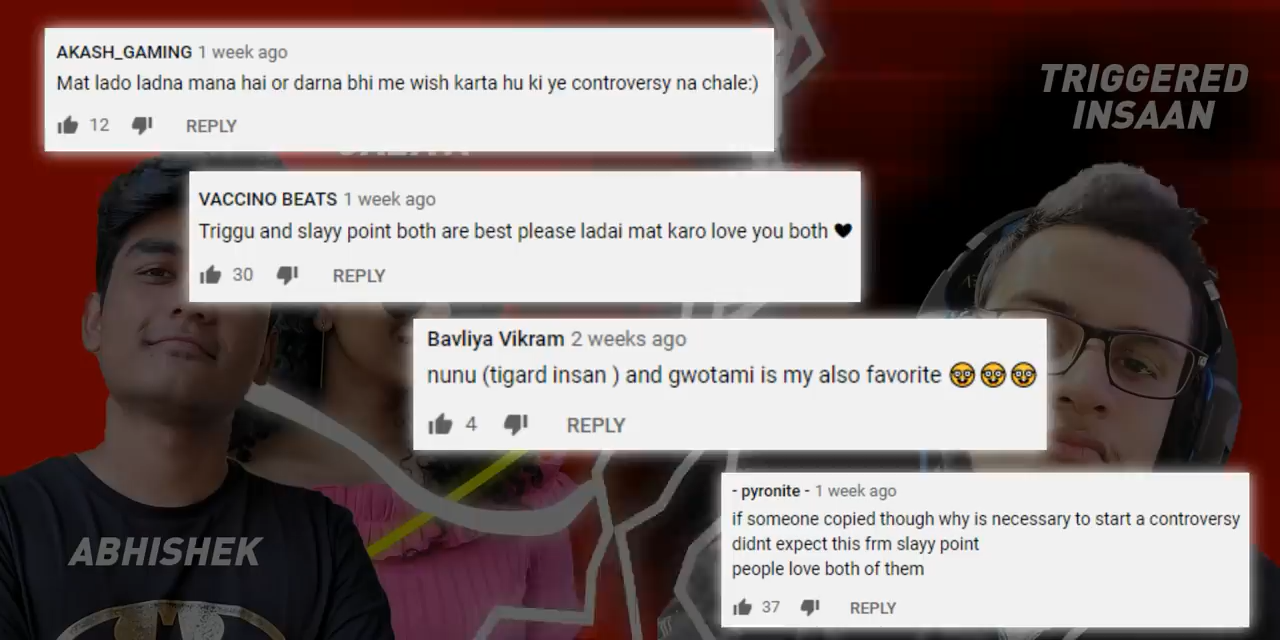 AKASH_GAMING 1 week ago
Mat lado ladna mana hai or darna bhi me wish karta hu ki ye controversy na chale:)
12 REPLY
TRIGGERED
INSAAN
VACCINO BEATS 1 week ago
Triggu and slayy point both are best please ladai mat karo love you both ♥
30 REPLY
Bavliya Vikram 2 weeks ago
nunu (tigard insan ) and gwotami is my also favorite 🤓🤓🤓
4 REPLY
- pyronite - 1 week ago
if someone copied though why is necessary to start a controversy
didnt expect this frm slayy point
people love both of them
37 REPLY
ABHISHEK